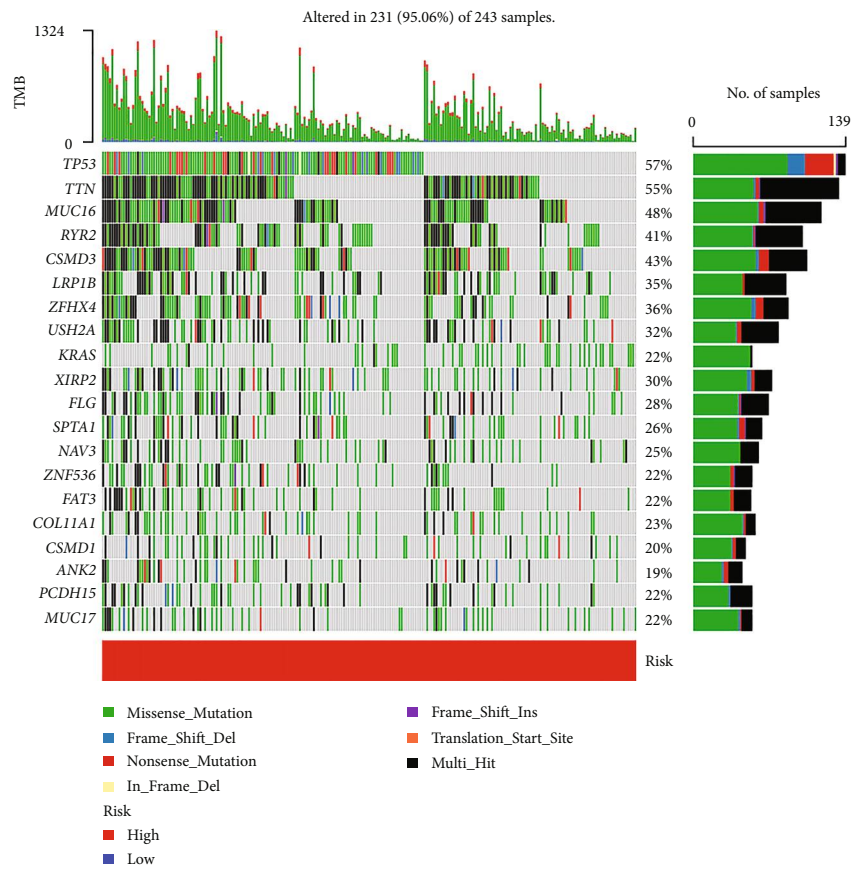 Altered in 231 (95.06%) of 243 samples.
1324
TMB
0
No. of samples
0 139
TP53 57%
TTN 55%
MUC16 48%
RYR2 41%
CSMD3 43%
LRP1B 35%
ZFHX4 36%
USH2A 32%
KRAS 22%
XIRP2 30%
FLG 28%
SPTA1 26%
NAV3 25%
ZNF536 22%
FAT3 22%
COL11A1 23%
CSMD1 20%
ANK2 19%
PCDH15 22%
MUC17 22%
Risk
Missense_Mutation
Frame_Shift_Del
Nonsense_Mutation
In_Frame_Del
Frame_Shift_Ins
Translation_Start_Site
Multi_Hit
Risk
High
Low